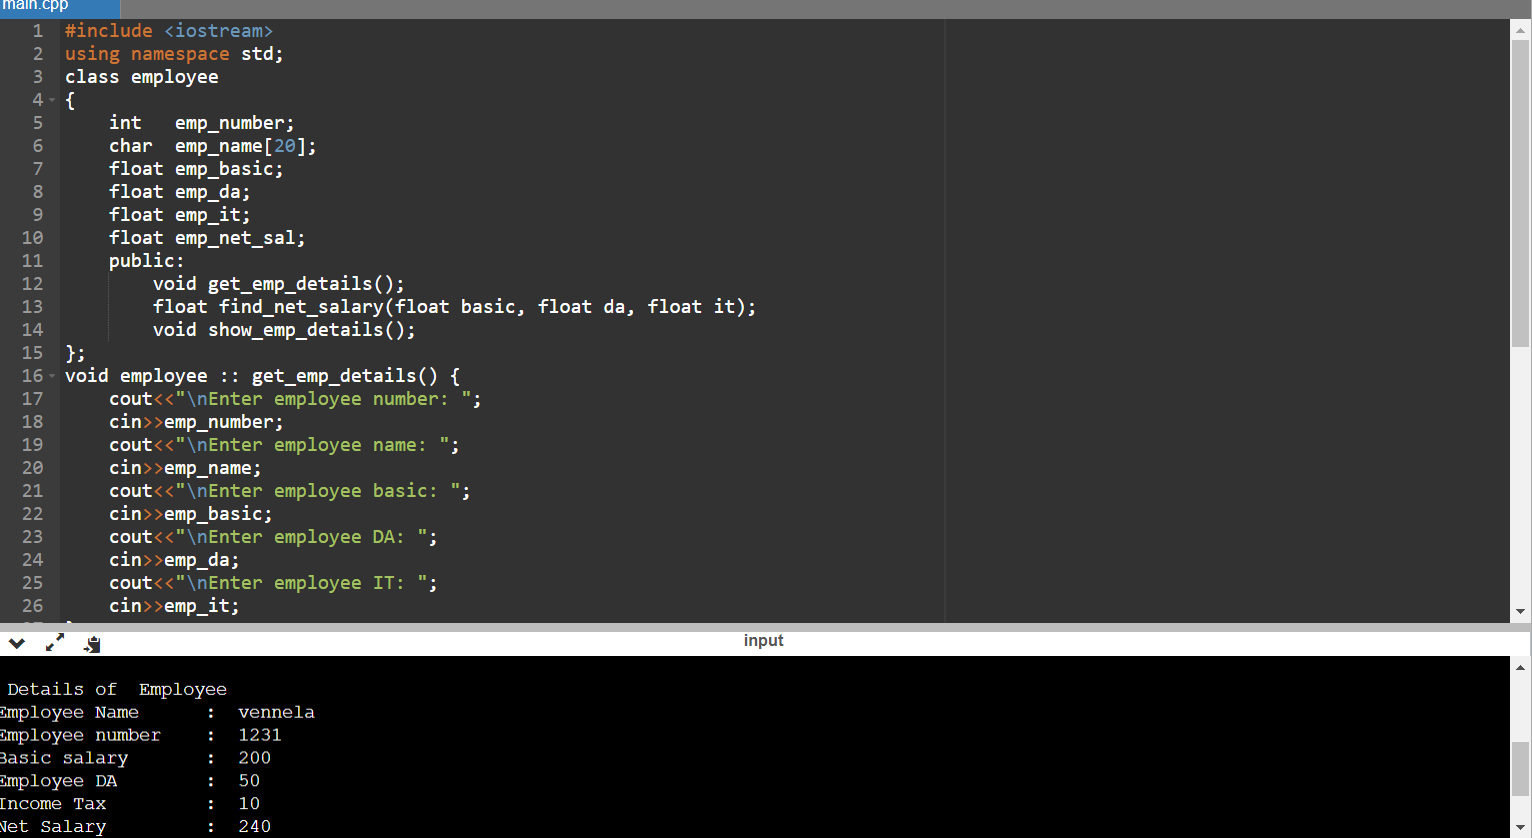 main.cpp
1 #include <iostream>
2 using namespace std;
3 class employee
4 {
5     int   emp_number;
6     char  emp_name[20];
7     float emp_basic;
8     float emp_da;
9     float emp_it;
10     float emp_net_sal;
11     public:
12         void get_emp_details();
13         float find_net_salary(float basic, float da, float it);
14         void show_emp_details();
15 };
16 void employee :: get_emp_details() {
17     cout<<"\nEnter employee number: ";
18     cin>>emp_number;
19     cout<<"\nEnter employee name: ";
20     cin>>emp_name;
21     cout<<"\nEnter employee basic: ";
22     cin>>emp_basic;
23     cout<<"\nEnter employee DA: ";
24     cin>>emp_da;
25     cout<<"\nEnter employee IT: ";
26     cin>>emp_it;
input
Details of  Employee
Employee Name      :  vennela
Employee number    :  1231
Basic salary       :  200
Employee DA        :  50
Income Tax         :  10
Net Salary         :  240